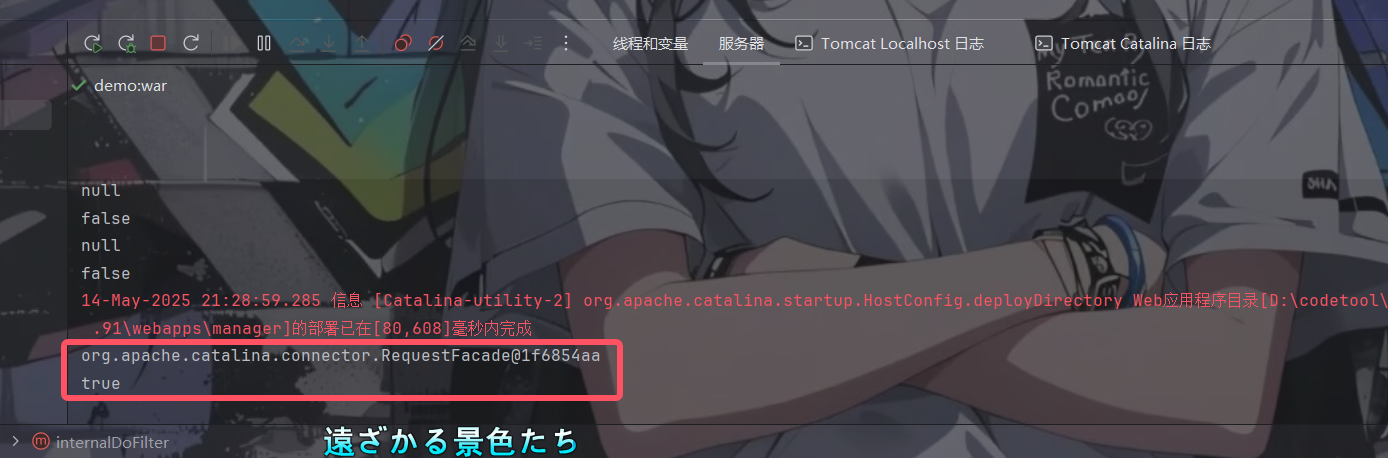 线程和变量 服务器 Tomcat Localhost 日志 Tomcat Catalina 日志
demo:war
My Tee
Romantic
Comaoy
null
false
null
false
14-May-2025 21:28:59.285 信息 [Catalina-utility-2] org.apache.catalina.startup.HostConfig.deployDirectory Web应用程序目录[D:\codetool\
.91\webapps\manager]的部署已在[80,608]毫秒内完成
org.apache.catalina.connector.RequestFacade@1f6854aa
true
internalDoFilter
遠ざかる景色たち